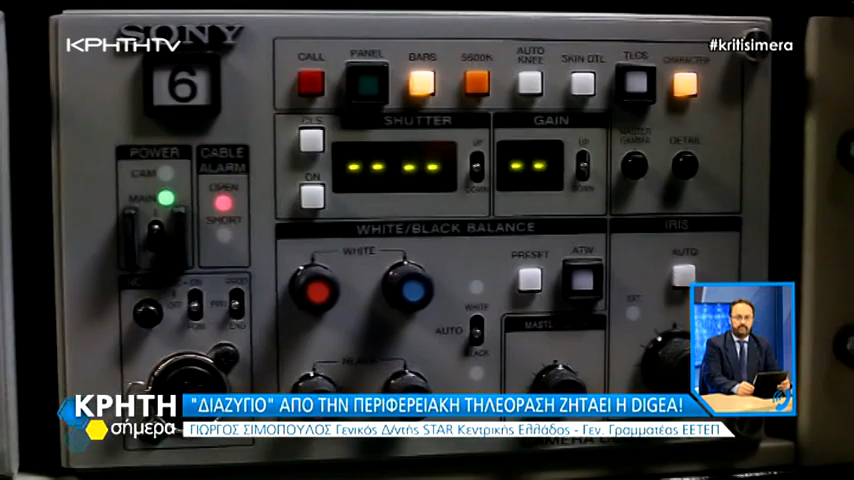 SONY
ΚΡΗΤΗTV
#kritisimera
6
CALL
PANEL
BARS
5600K
AUTO KNEE
SKIN DTL
TLCS
CHARACTER
SHUTTER
GAIN
UP
DOWN
UP
DOWN
ON
MASTER GAMMA
DETAIL
POWER
CAM
MAIN
CABLE ALARM
OPEN
SHORT
WHITE/BLACK BALANCE
WHITE
PRESET
ATW
IRIS
AUTO
EXT
WHITE
AUTO
BLACK
BLACK
ΚΡΗΤΗ
σήμερα
"ΔΙΑΖΥΓΙΟ" ΑΠΟ ΤΗΝ ΠΕΡΙΦΕΡΕΙΑΚΗ ΤΗΛΕΟΡΑΣΗ ΖΗΤΑΕΙ Η DIGEA!
ΓΙΩΡΓΟΣ ΣΙΜΟΠΟΥΛΟΣ Γενικός Δ/ντής STAR Κεντρικής Ελλάδος - Γεν. Γραμματέας ΕΕΤΕΠ